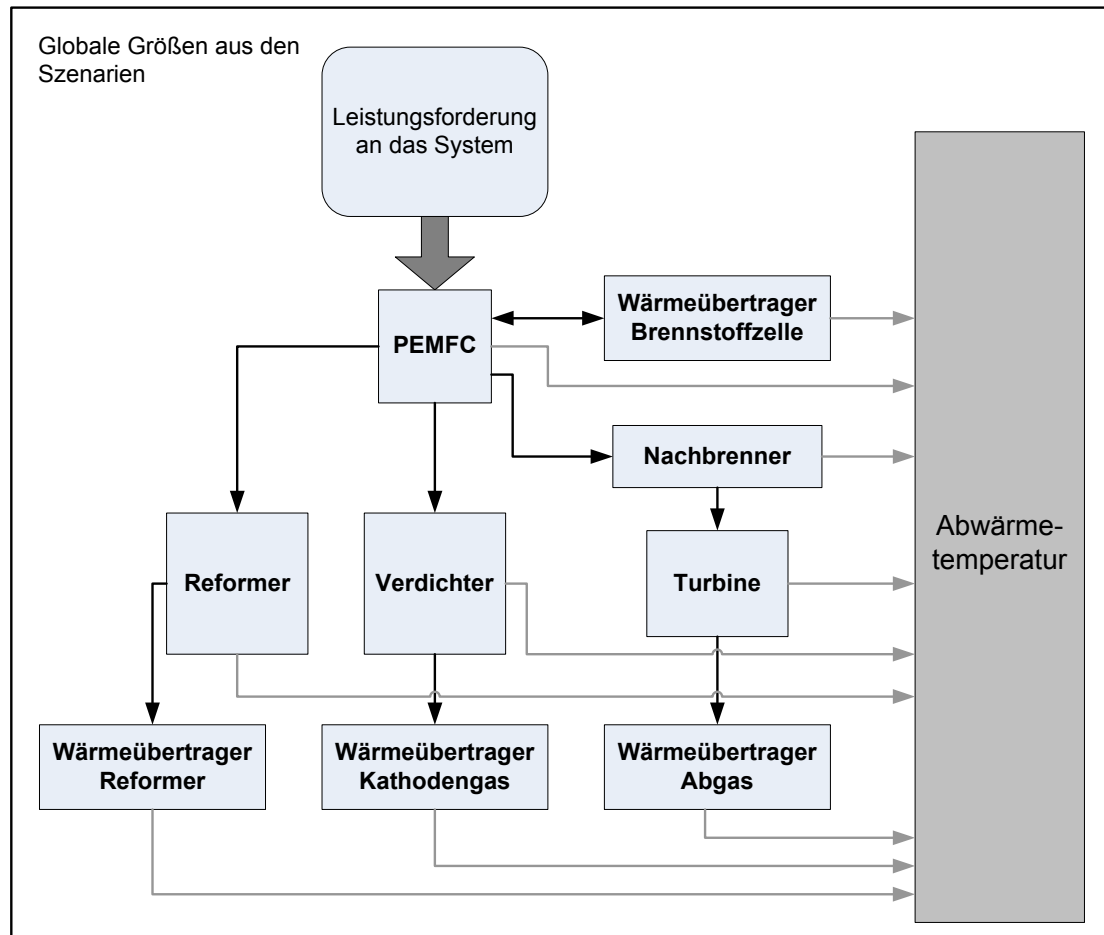 Globale Größen aus den
Szenarien
Leistungsforderung
an das System
PEMFC
Wärmeübertrager
Brennstoffzelle
Nachbrenner
Reformer
Verdichter
Turbine
Abwärme-
temperatur
Wärmeübertrager
Reformer
Wärmeübertrager
Kathodengas
Wärmeübertrager
Abgas